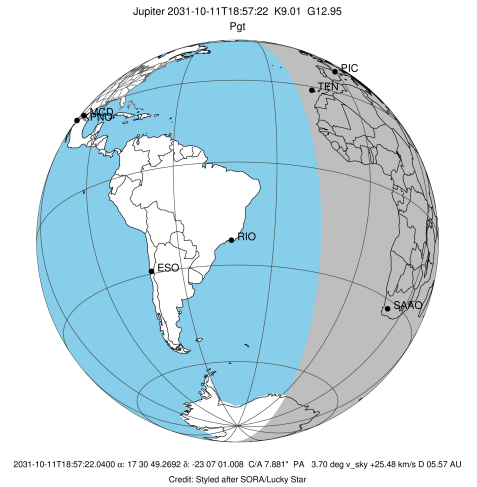 Jupiter 2031-10-11T18:57:22 K9.01 G12.95
Pgt
PIC
TEN
MCD
RIO
ESO
SAAO
2031-10-11T18:57:22.0400 α: 17 30 49.2692 δ: -23 07 01.008 C/A 7.881" PA 3.70 deg v_sky +25.48 km/s D 05.57 AU
Credit: Styled after SORA/Lucky Star